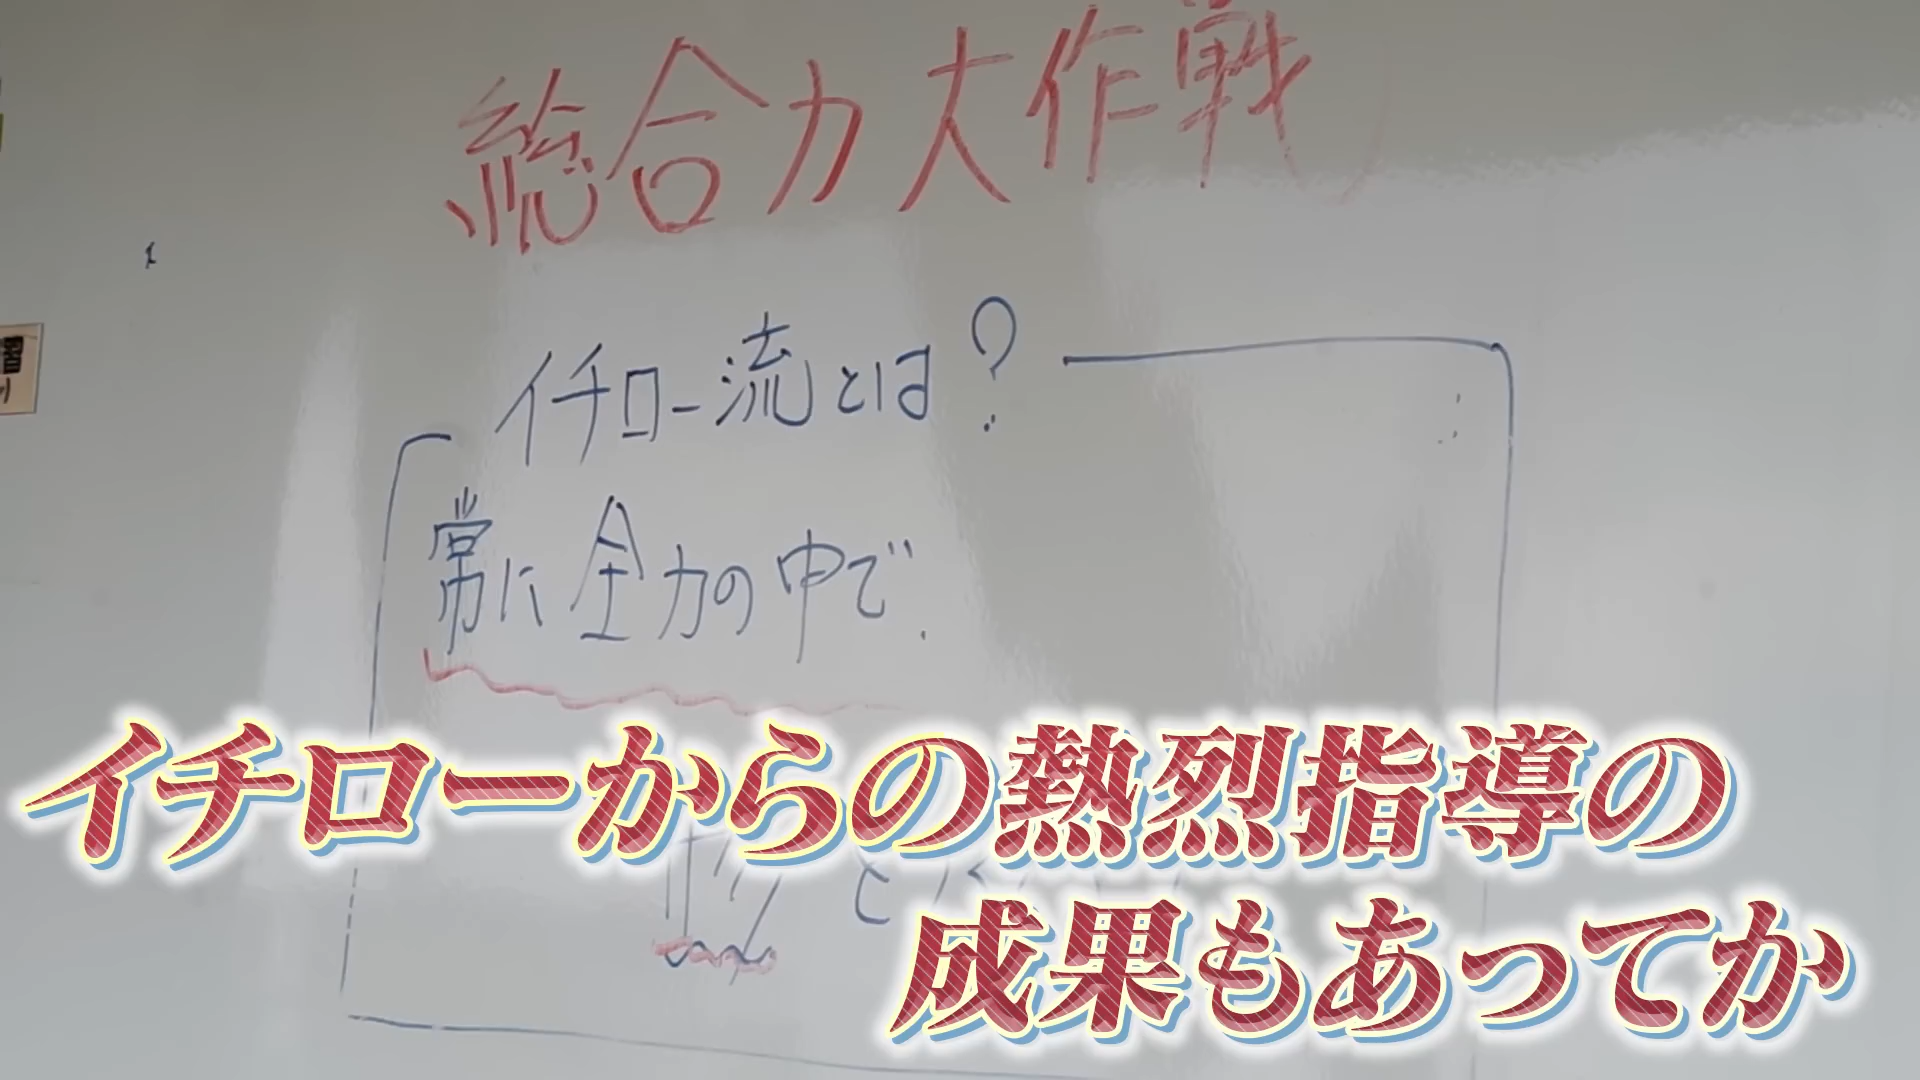 総合力大作戦
イチロー流とは?
常に全力の中で
イチローからの熱烈指導の
成果もあってか